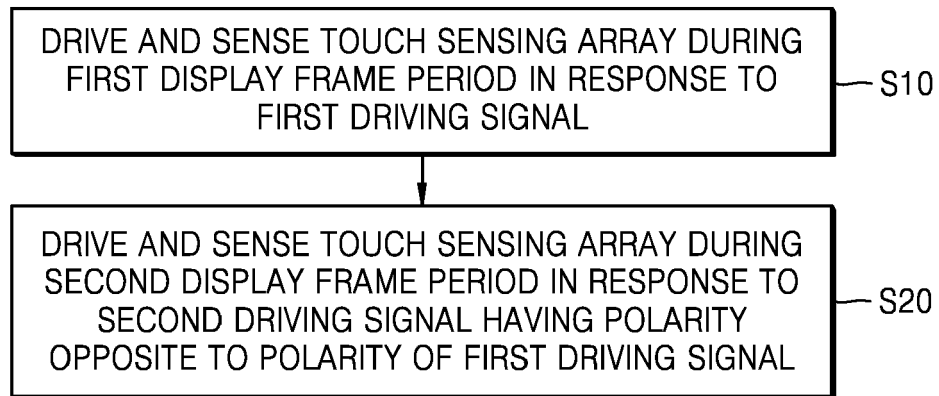 DRIVE AND SENSE TOUCH SENSING ARRAY DURING
FIRST DISPLAY FRAME PERIOD IN RESPONSE TO
FIRST DRIVING SIGNAL
S10
DRIVE AND SENSE TOUCH SENSING ARRAY DURING
SECOND DISPLAY FRAME PERIOD IN RESPONSE TO
SECOND DRIVING SIGNAL HAVING POLARITY
OPPOSITE TO POLARITY OF FIRST DRIVING SIGNAL
S20